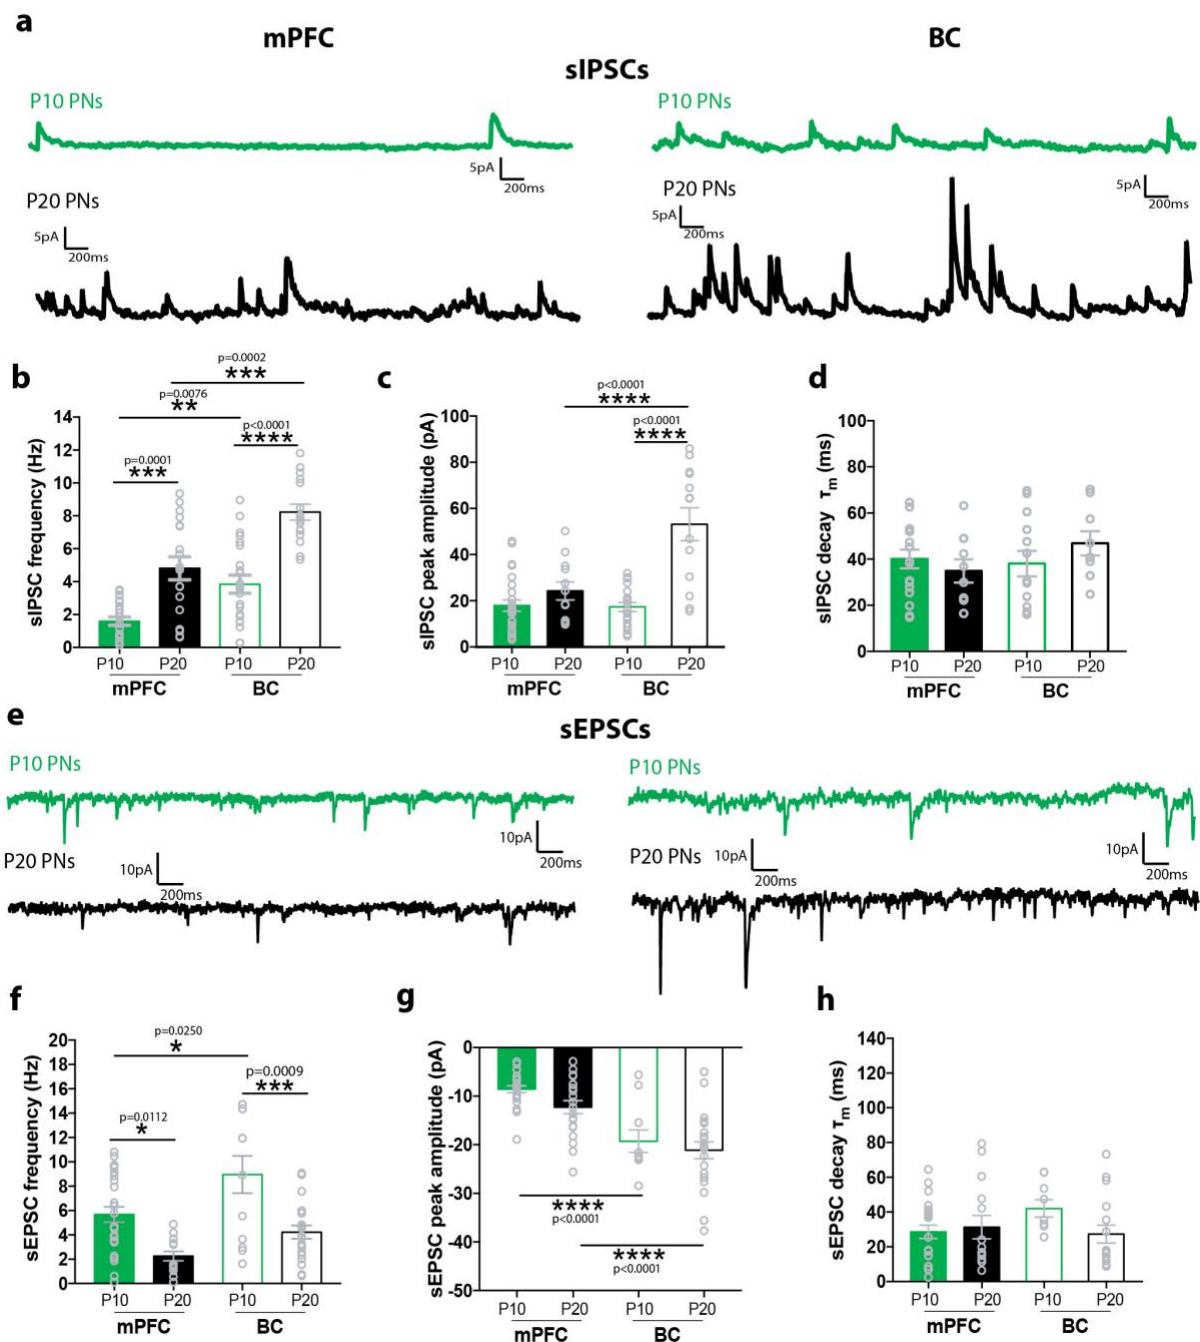 a
mPFC
BC
sIPSCs
P10 PNs
P10 PNs
5pA
200ms
P20 PNs
P20 PNs
5pA
200ms
5pA
200ms
5pA
200ms
b
p=0.0002
***
p=0.0076
**
p<0.0001
****
p=0.0001
***
sIPSC frequency (Hz)
14
12
10
8
6
4
2
0
P10 P20 P10 P20
mPFC BC
c
p<0.0001
****
p<0.0001
****
sIPSC peak amplitude (pA)
100
80
60
40
20
0
P10 P20 P10 P20
mPFC BC
d
sIPSC decay τm (ms)
100
80
60
40
20
0
P10 P20 P10 P20
mPFC BC
e
sEPSCs
P10 PNs
P10 PNs
10pA
200ms
10pA
200ms
P20 PNs
10pA
200ms
P20 PNs
10pA
200ms
f
p=0.0250
*
p=0.0009
***
p=0.0112
*
sEPSC frequency (Hz)
20
18
16
14
12
10
8
6
4
2
0
P10 P20 P10 P20
mPFC BC
g
sEPSC peak amplitude (pA)
0
-10
-20
-30
-40
-50
****
p<0.0001
****
p<0.0001
P10 P20 P10 P20
mPFC BC
h
sEPSC decay τm (ms)
140
120
100
80
60
40
20
0
P10 P20 P10 P20
mPFC BC